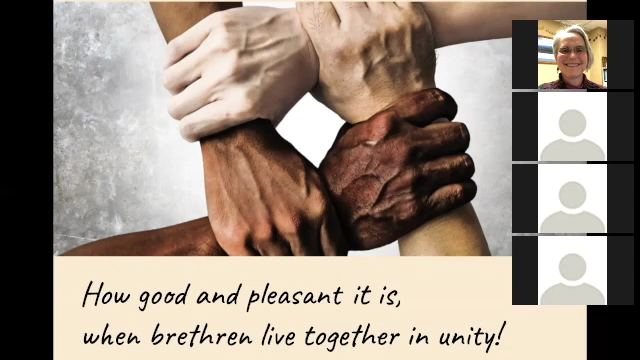 How good and pleasant it is,
when brethren live together in unity!